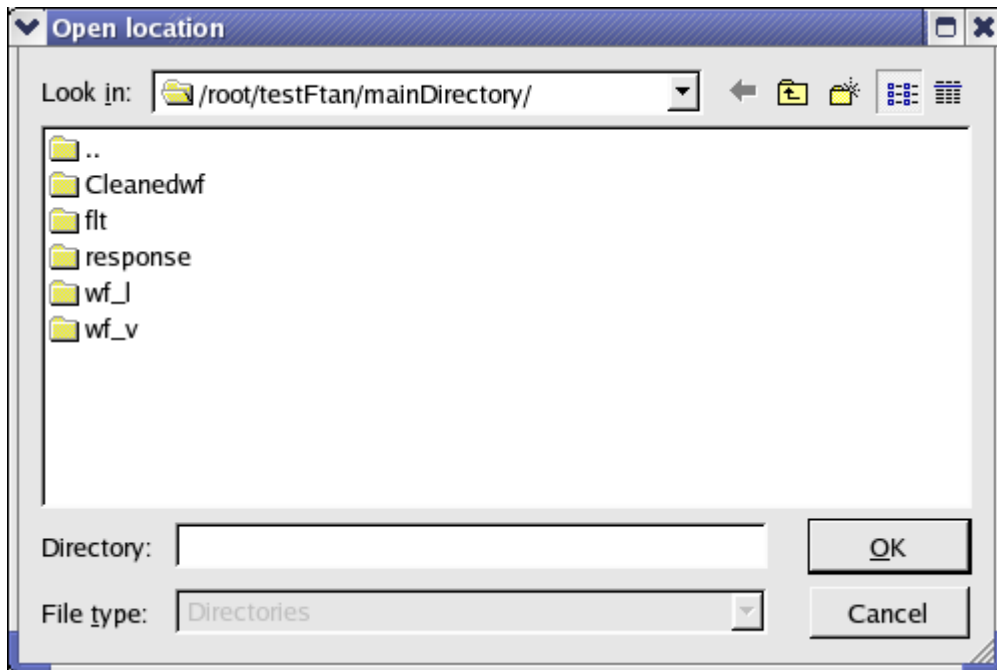 Open location
Look in: /root/testFtan/mainDirectory/
..
Cleanedwf
flt
response
wf_l
wf_v
Directory: OK
File type: Directories Cancel